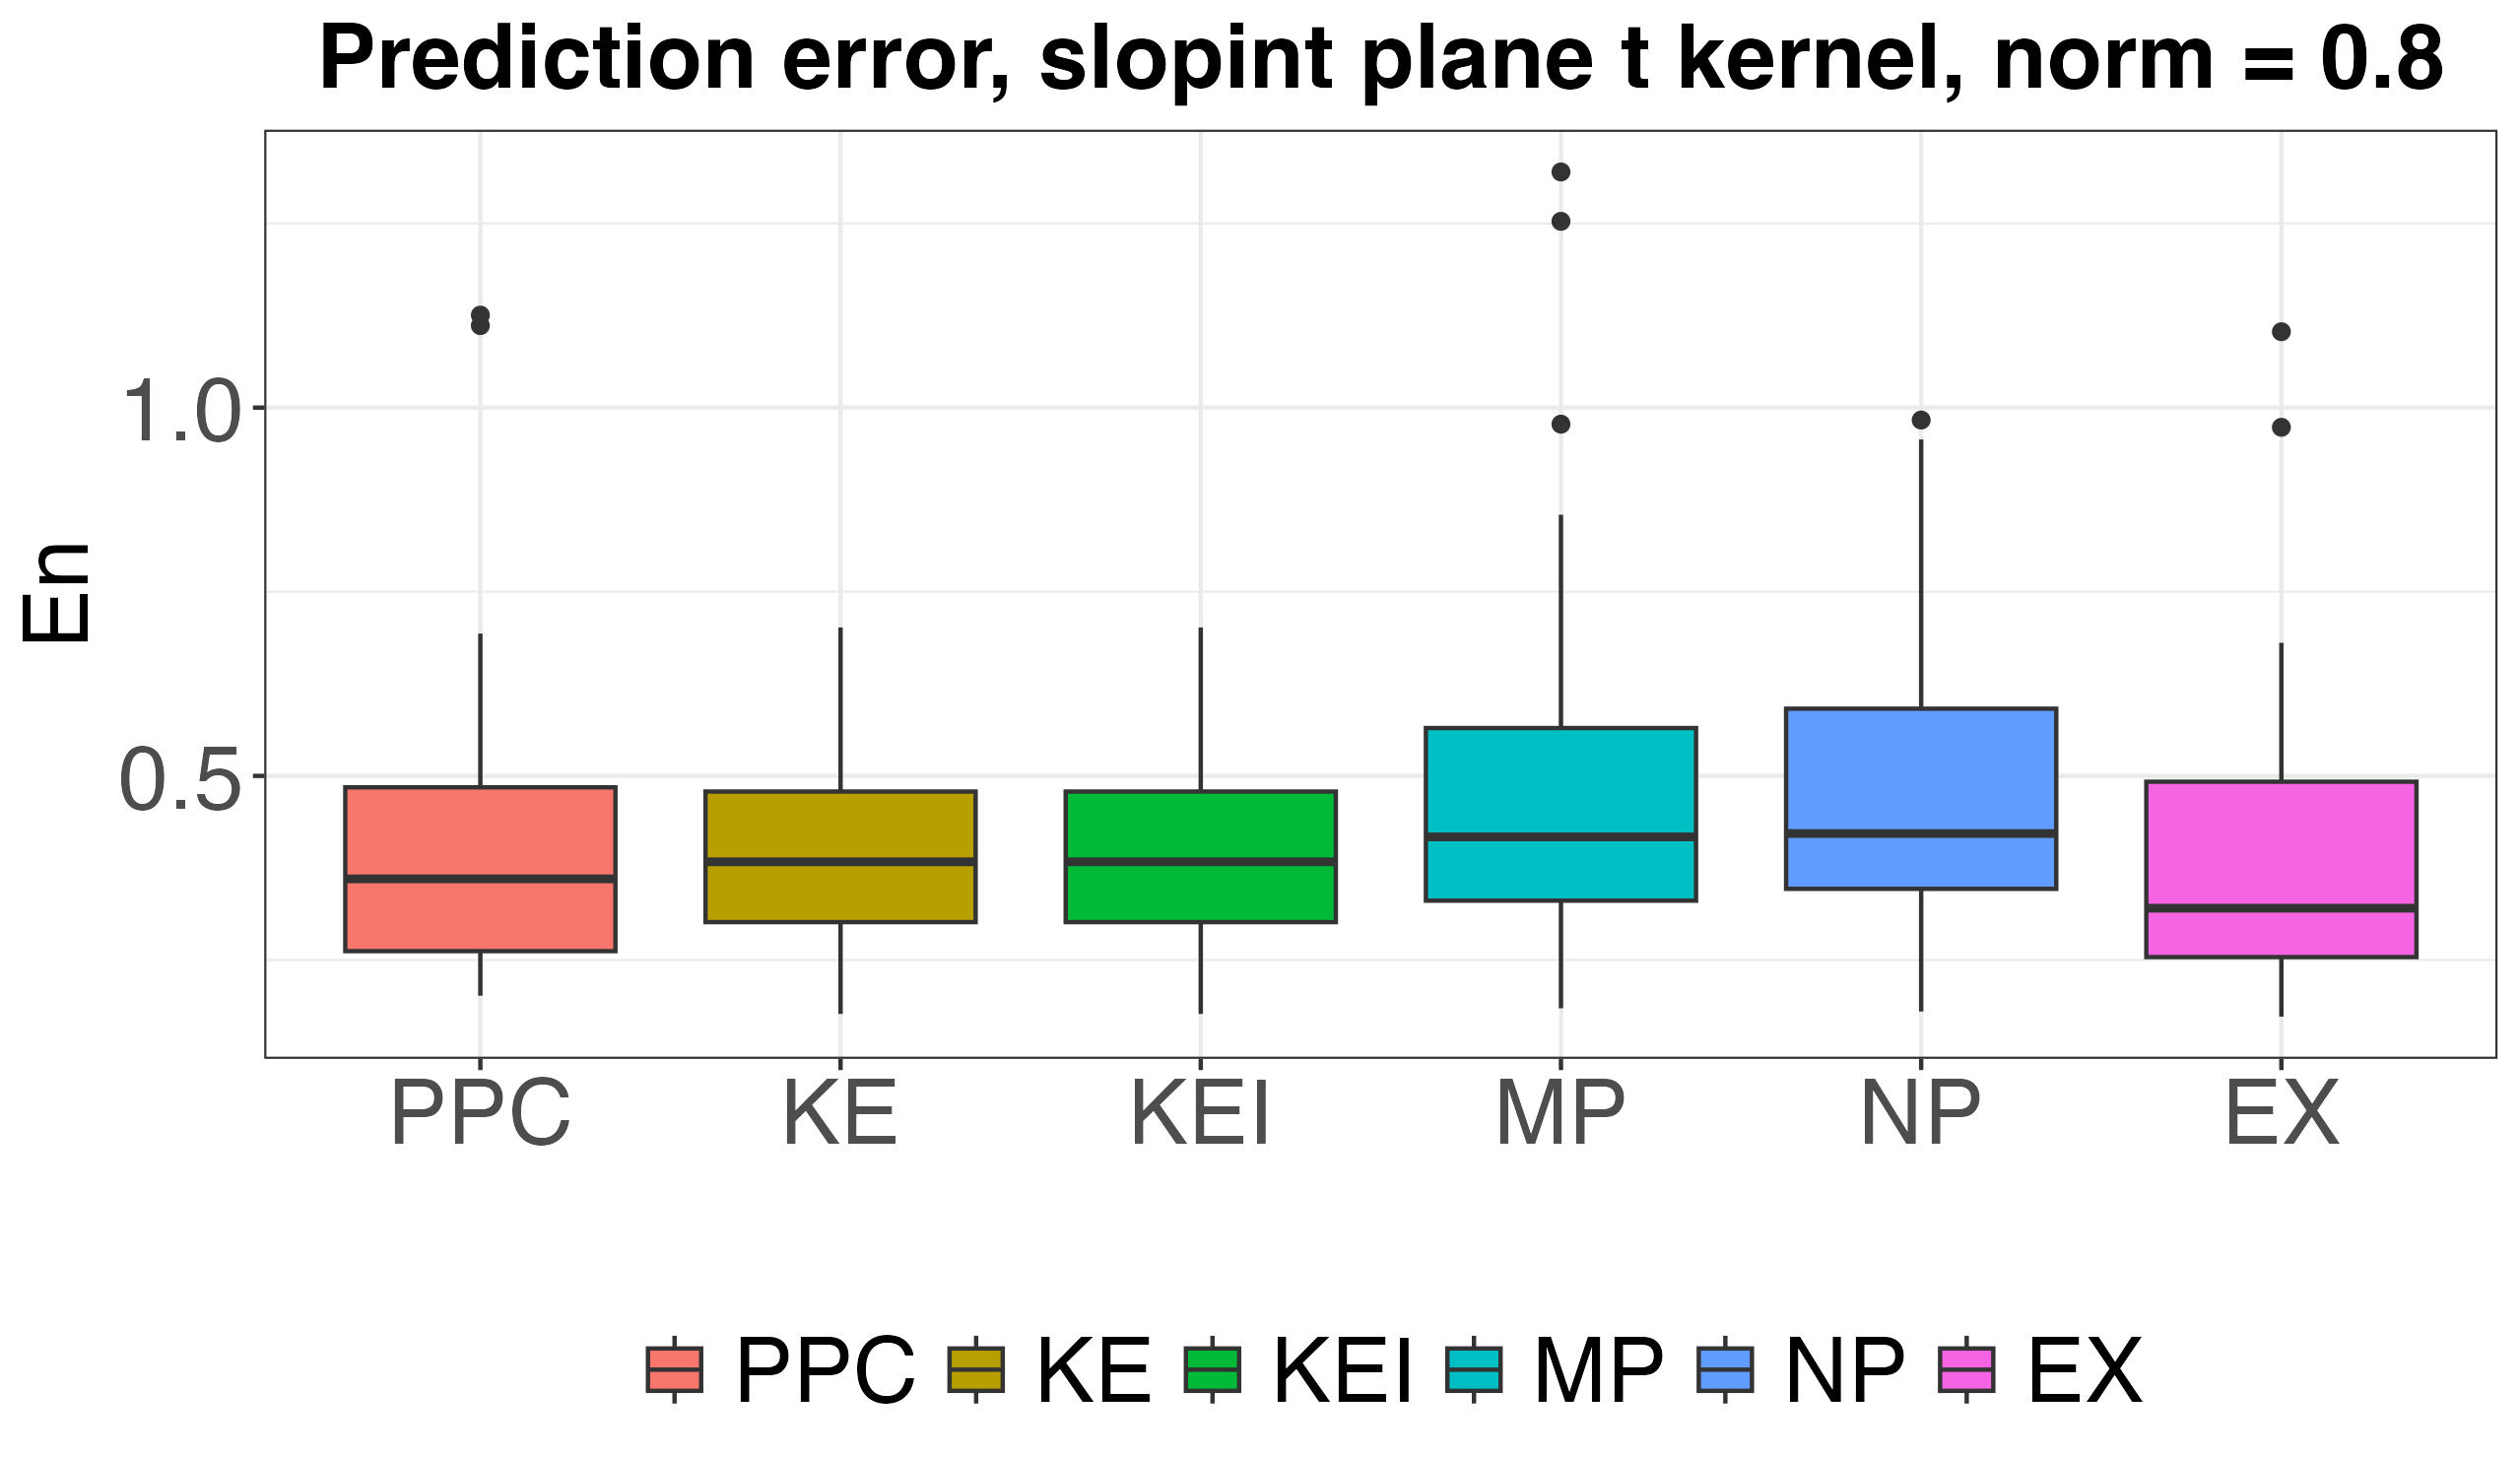 Prediction error, slopint plane t kernel, norm = 0.8
En
1.0
0.5
PPC KE KEI MP NP EX
PPC KE KEI MP NP EX